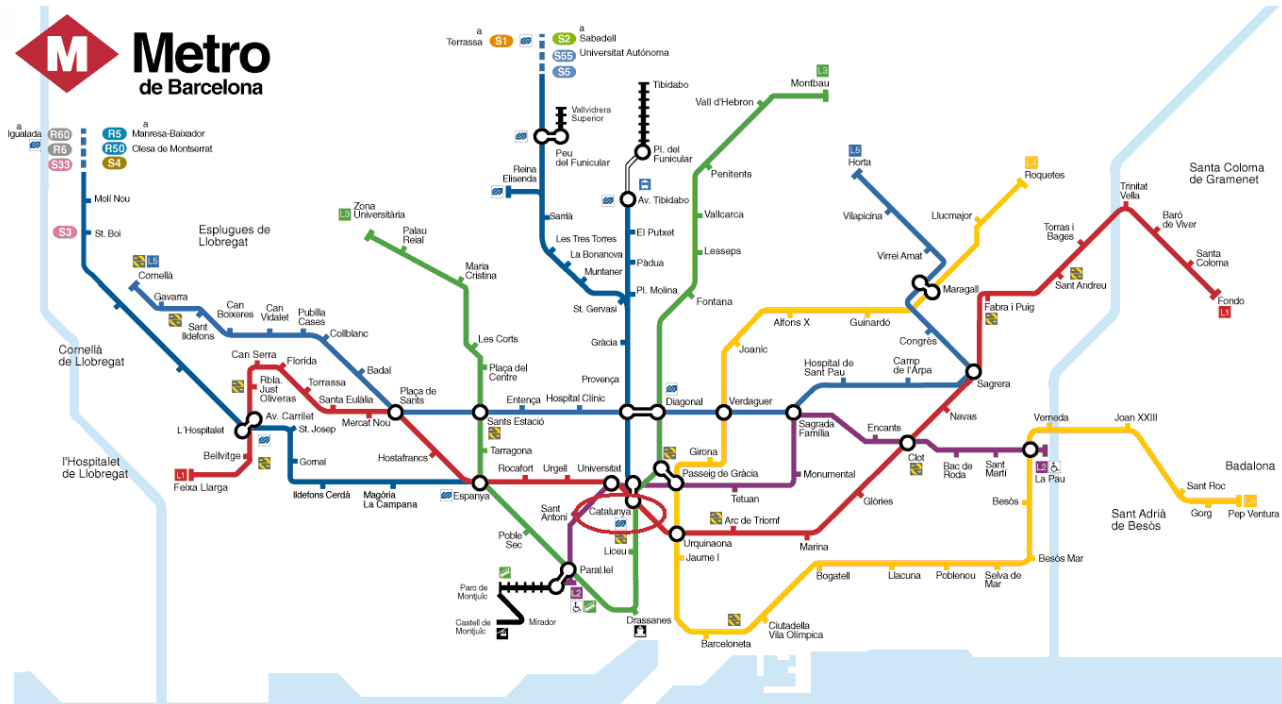 M
Metro
de Barcelona
a
Terrassa
S1
a
S2
Sabadell
S55
Universitat Autónoma
S5
a
Igualada
R60
R6
S33
a
R5
Manresa-Baixador
R50
Olesa de Montserrat
S4
Molí Nou
S3
St. Boi
Esplugues de
Llobregat
Cornellà
de Llobregat
l'Hospitalet
de Llobregat
Santa Coloma
de Gramenet
Badalona
Sant Adrià
de Besòs
Vallvidrera
Superior
Peu
del Funicular
Tibidabo
Pl. del
Funicular
Av. Tibidabo
Reina
Elisenda
Sarrià
Les Tres Torres
La Bonanova
Muntaner
St. Gervasi
El Putxet
Pàdua
Pl. Molina
Gràcia
Provença
L3
Montbau
Vall d'Hebron
Penitents
Vallcarca
Lesseps
Fontana
Diagonal
L3
Zona
Universitària
Palau
Reial
Maria
Cristina
Les Corts
Plaça del
Centre
Sants Estació
Tarragona
Espanya
Poble
Sec
Paral.lel
Drassanes
Liceu
Catalunya
L5
Cornellà
Gavarra
Sant
Ildefons
Can
Boixeres
Can
Vidalet
Pubilla
Cases
Collblanc
Badal
Plaça de
Sants
Entença
Hospital Clínic
Verdaguer
Sagrada
Família
Hospital de
Sant Pau
Camp
de l'Arpa
Sagrera
Congrès
Maragall
Virrei Amat
Vilapicina
L5
Horta
L4
Roquetes
Llucmajor
Guinardó
Alfons X
Joanic
Girona
Passeig de Gràcia
Urquinaona
Jaume I
Barceloneta
Ciutadella
Vila Olímpica
Bogatell
Llacuna
Poblenou
Selva de
Mar
Besòs Mar
Besòs
La Pau
L2
Verneda
Joan XXIII
Sant Roc
Gorg
Pep Ventura
L4
L1
Feixa Llarga
Bellvitge
L´Hospitalet
Av. Carrilet
Rbla.
Just
Oliveras
Can Serra
Florida
Torrassa
Santa Eulàlia
Mercat Nou
Hostafrancs
Rocafort
Urgell
Universitat
Arc de Triomf
Marina
Glòries
Clot
Navas
Fabra i Puig
Sant Andreu
Torras i
Bages
Trinitat
Vella
Baró
de Viver
Santa
Coloma
Fondo
L1
St. Josep
Gornal
Ildefons Cerdà
Magòria
La Campana
Sant
Antoni
Tetuan
Monumental
Encants
Bac de
Roda
Sant
Martí
L2
Parc de
Montjuïc
Castell de
Montjuïc
Mirador